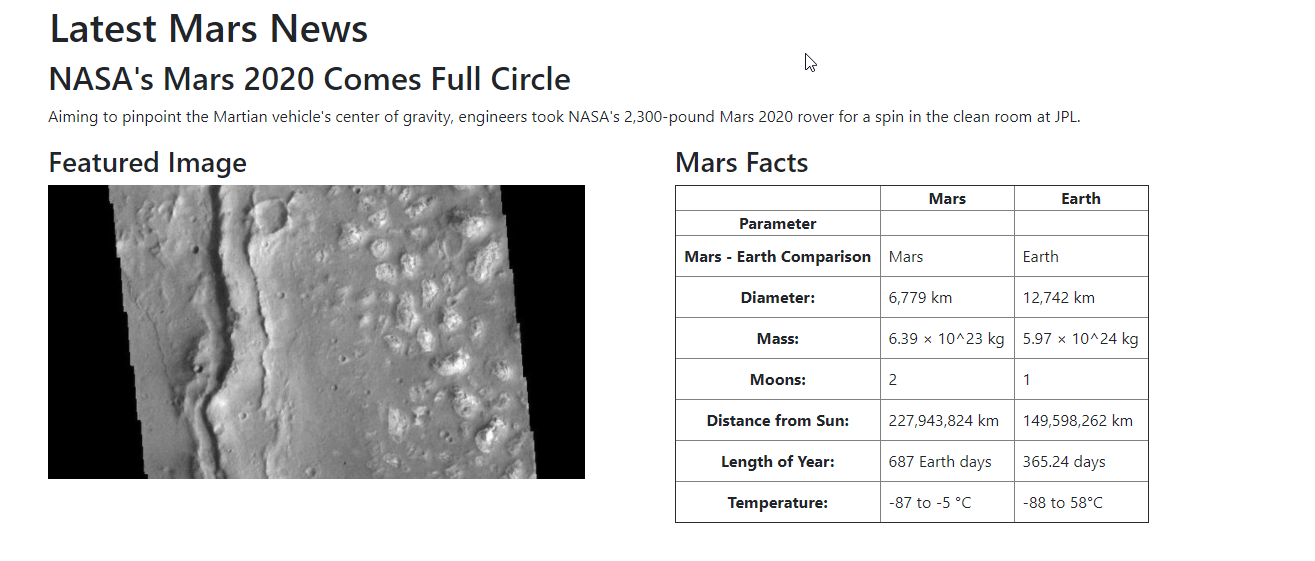 Latest Mars News
NASA's Mars 2020 Comes Full Circle
Aiming to pinpoint the Martian vehicle's center of gravity, engineers took NASA's 2,300-pound Mars 2020 rover for a spin in the clean room at JPL.
Featured Image
Mars Facts
Mars Earth
Parameter
Mars - Earth Comparison Mars Earth
Diameter: 6,779 km 12,742 km
Mass: 6.39 × 10^23 kg 5.97 × 10^24 kg
Moons: 2 1
Distance from Sun: 227,943,824 km 149,598,262 km
Length of Year: 687 Earth days 365.24 days
Temperature: -87 to -5 °C -88 to 58°C